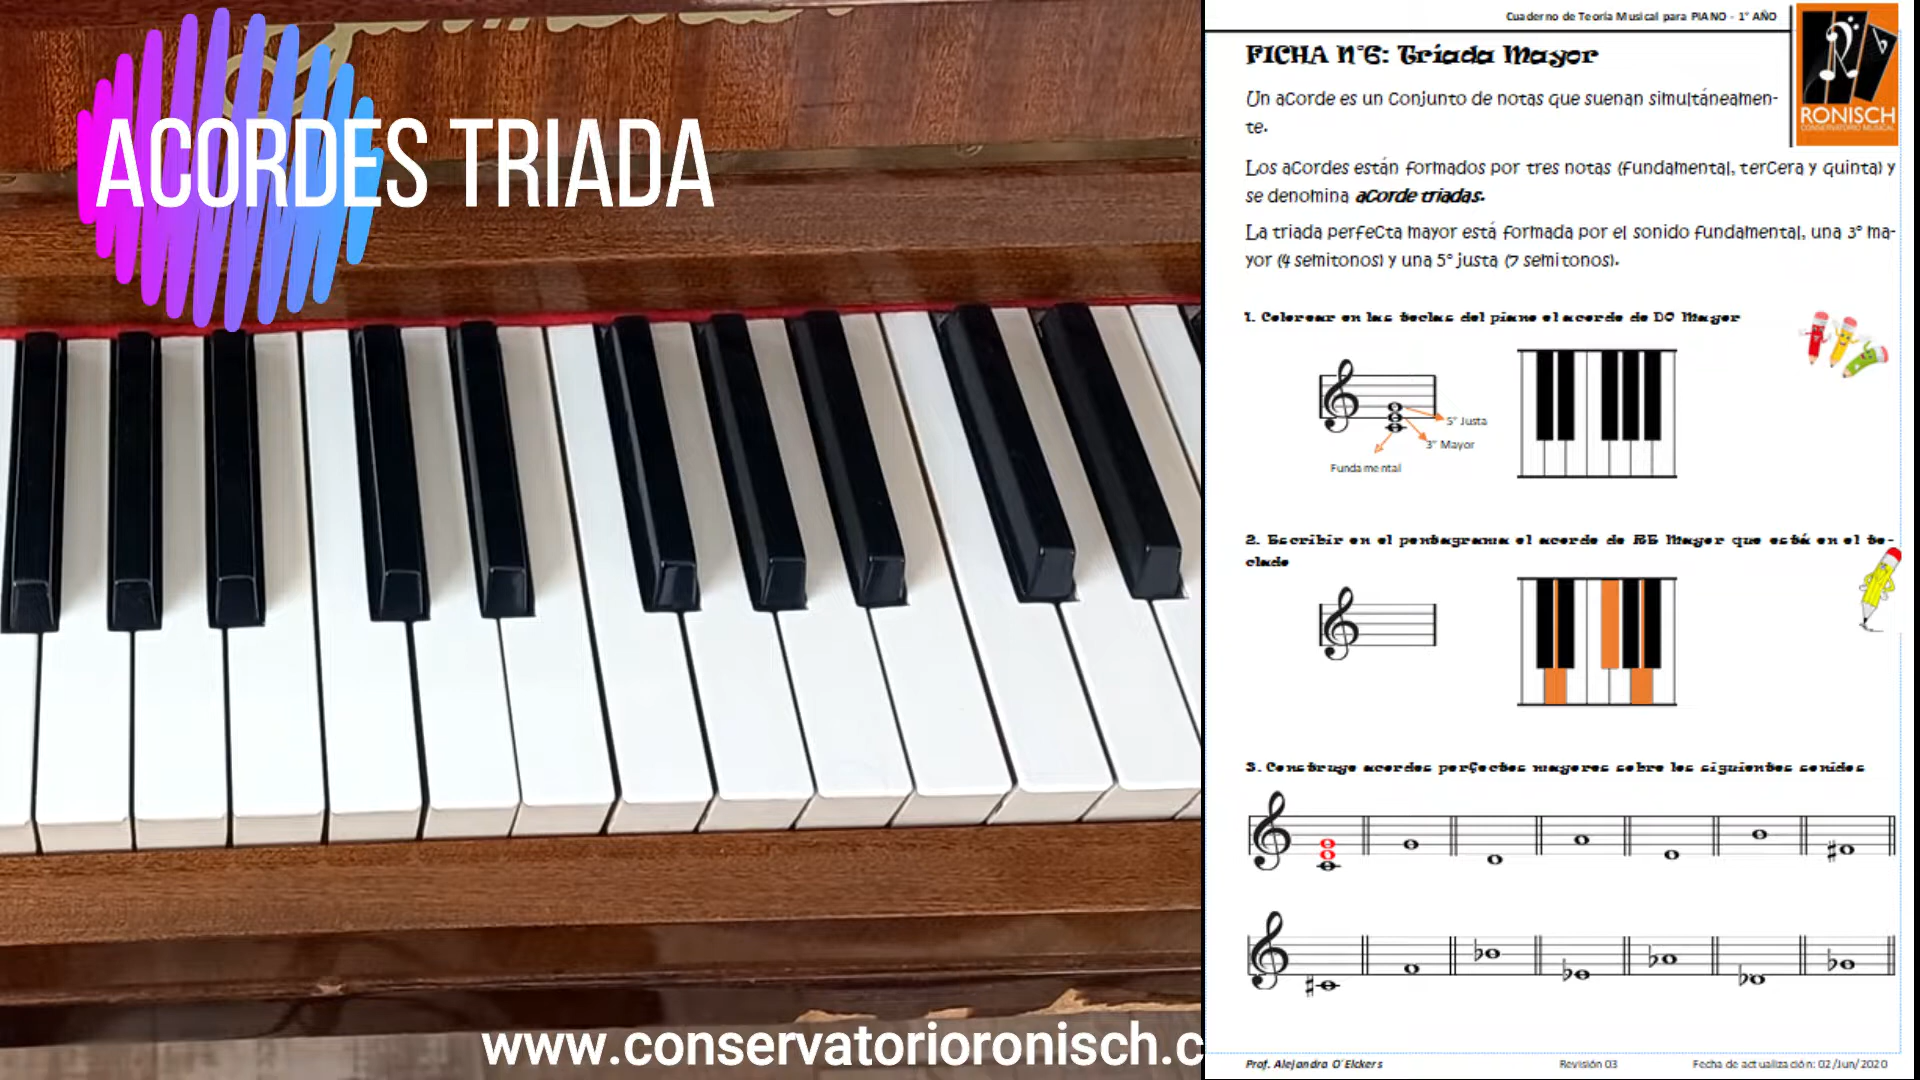 ACORDES TRIADA
www.conservatorioronisch.c
Cuaderno de Teoría Musical para PIANO - 1° AÑO
RONISCH
CONSERVATORIO MUSICAL
FICHA N°6: Tríada Mayor
Un acorde es un conjunto de notas que suenan simultáneamen-
te.
Los acordes están formados por tres notas (fundamental, tercera y quinta) y
se denomina acorde triadas.
La triada perfecta mayor está formada por el sonido fundamental, una 3° ma-
yor (4 semitonos) y una 5° justa (7 semitonos).
1. Colorear en las teclas del piano el acorde de DO Mayor
5° Justa
3° Mayor
Fundamental
2. Escribir en el pentagrama el acorde de RE Mayor que está en el te-
clado
3. Construye acordes perfectos mayores sobre los siguientes sonidos
Prof. Alejandra O'Elckers
Revisión 03
Fecha de actualización: 02/Jun/2020